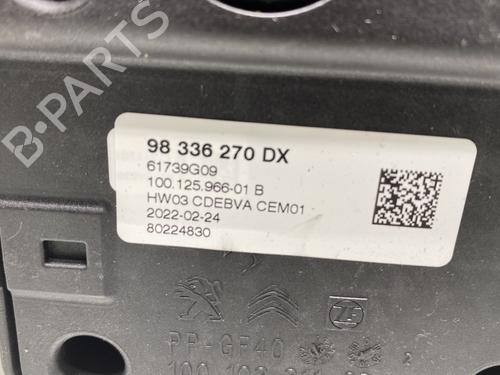 98 336 270 DX
61739G09
100.125.966-01 B
HW03 CDEBVA CEM01
2022-02-24
80224830
ZF
PP-GF40
B-PARTS